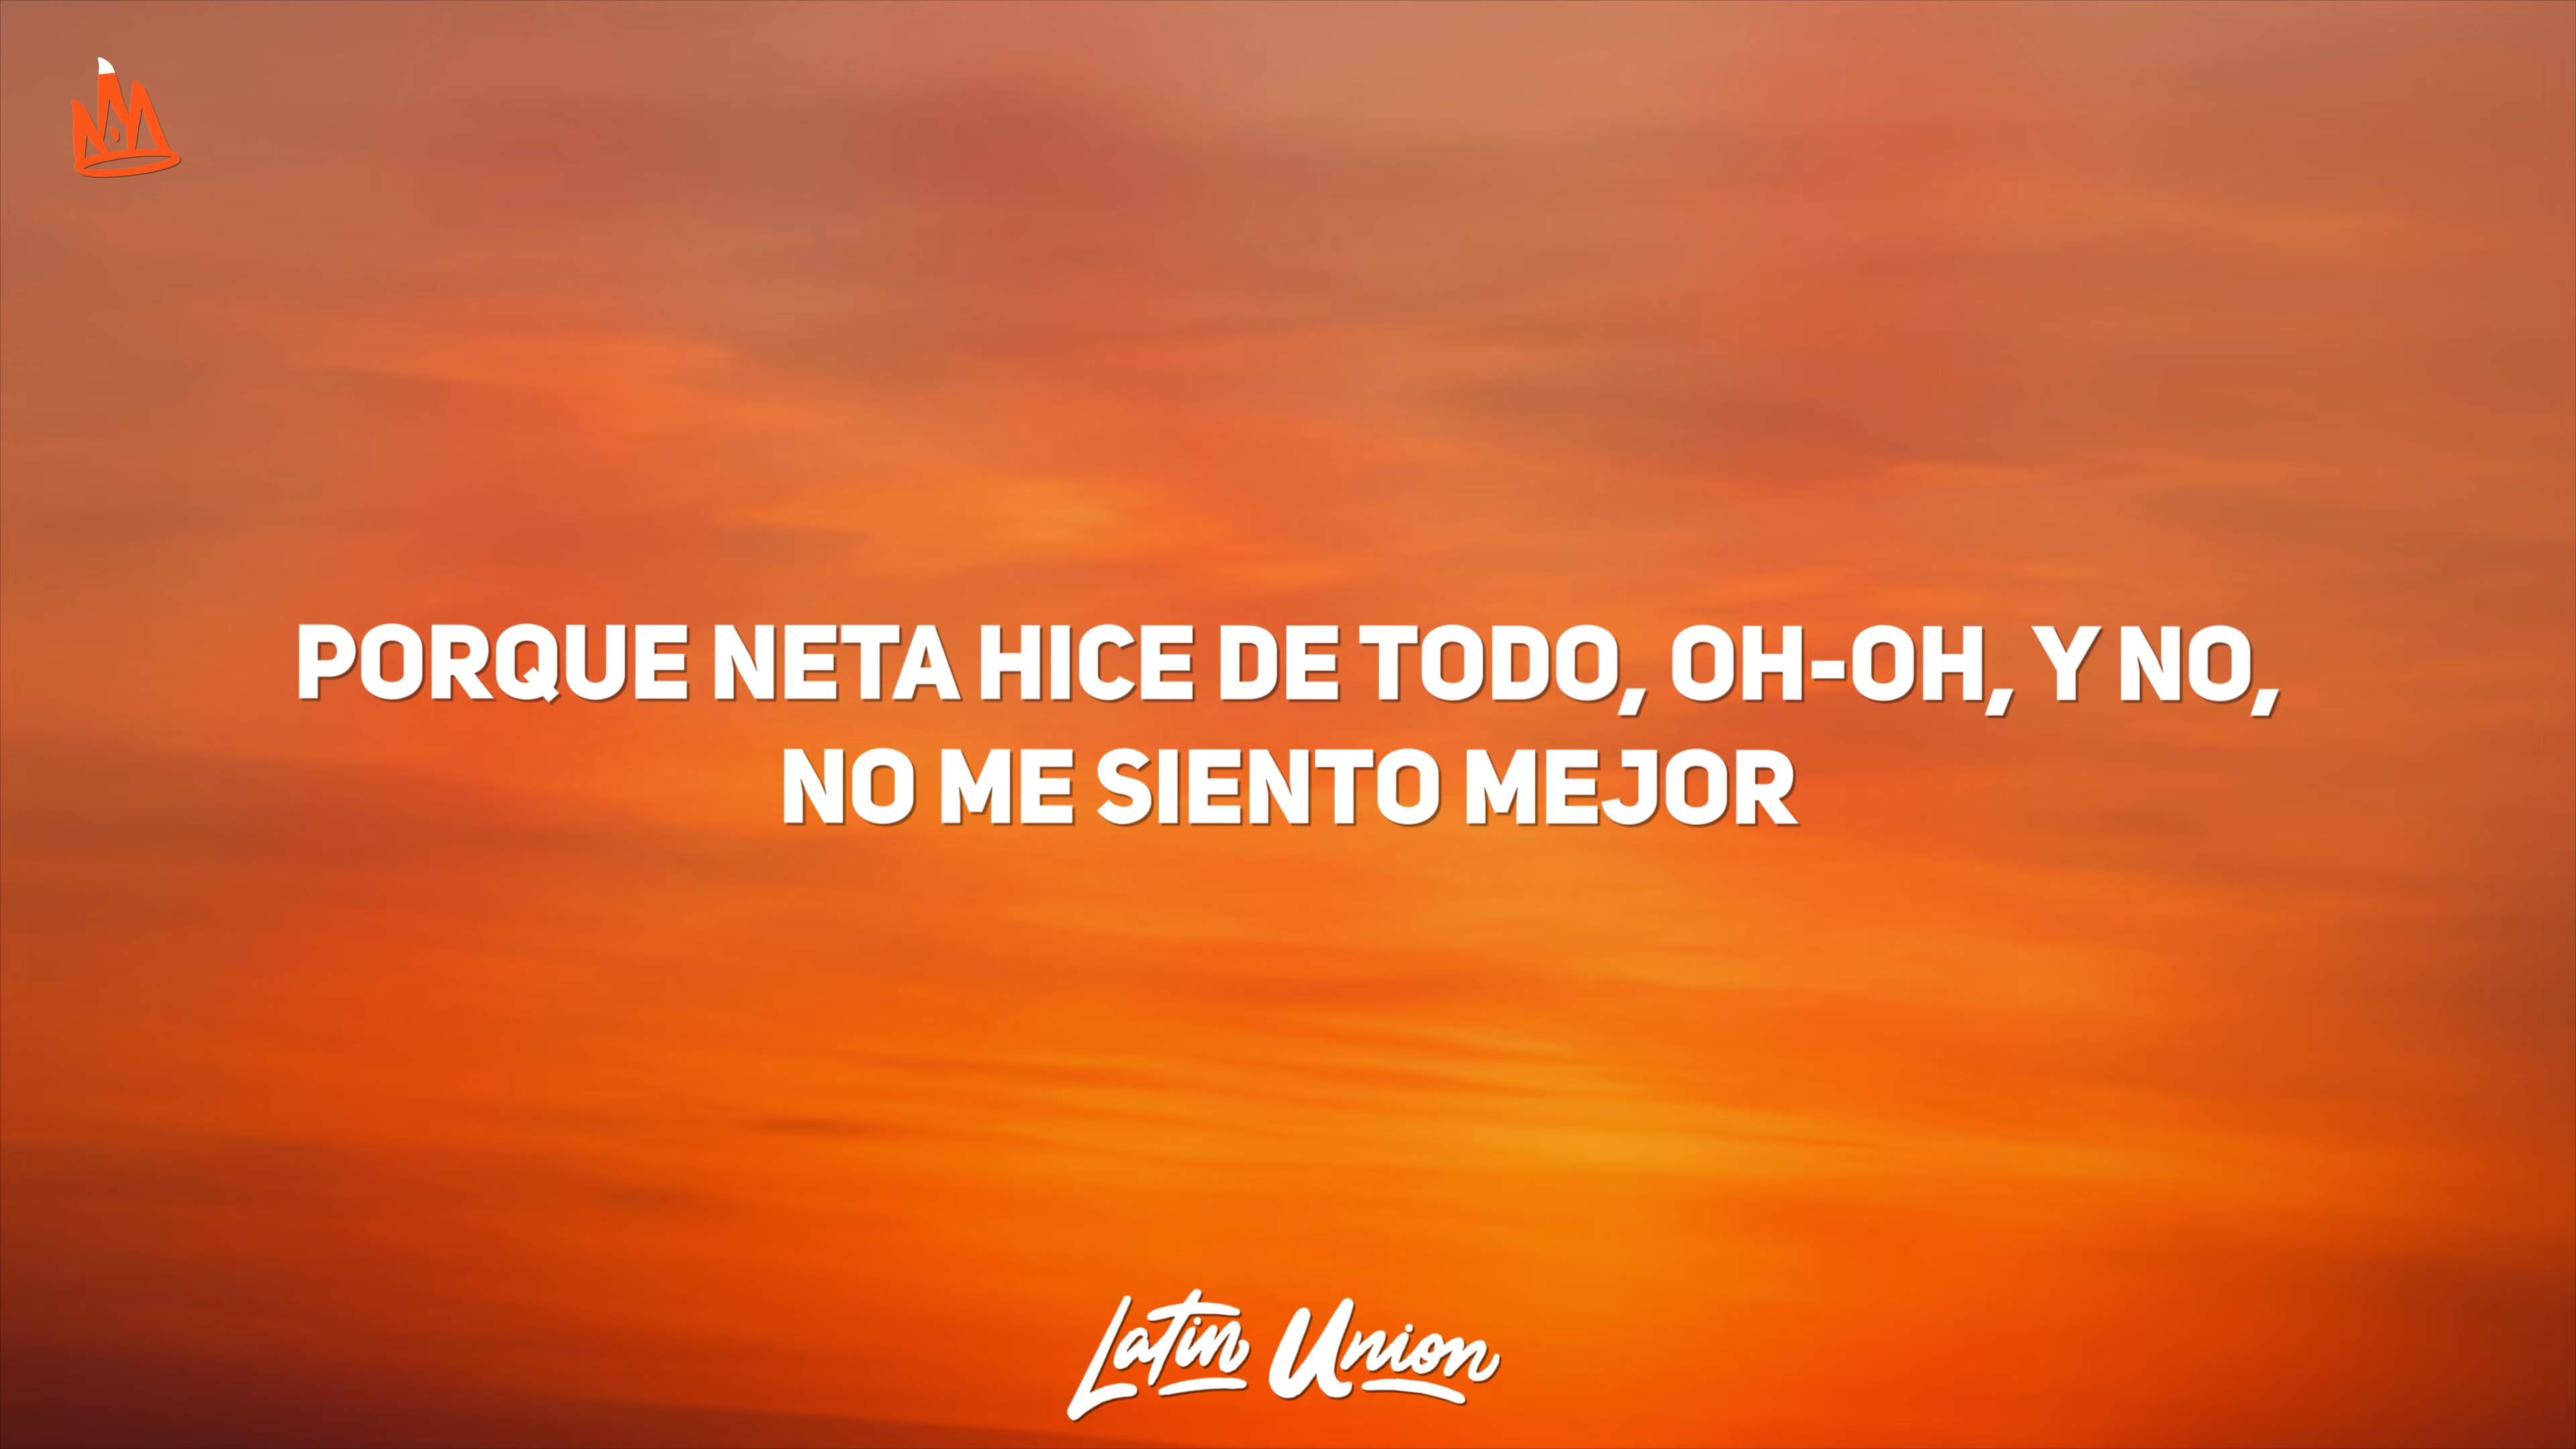 PORQUE NETA HICE DE TODO, OH-OH, Y NO,
NO ME SIENTO MEJOR
Latin Union